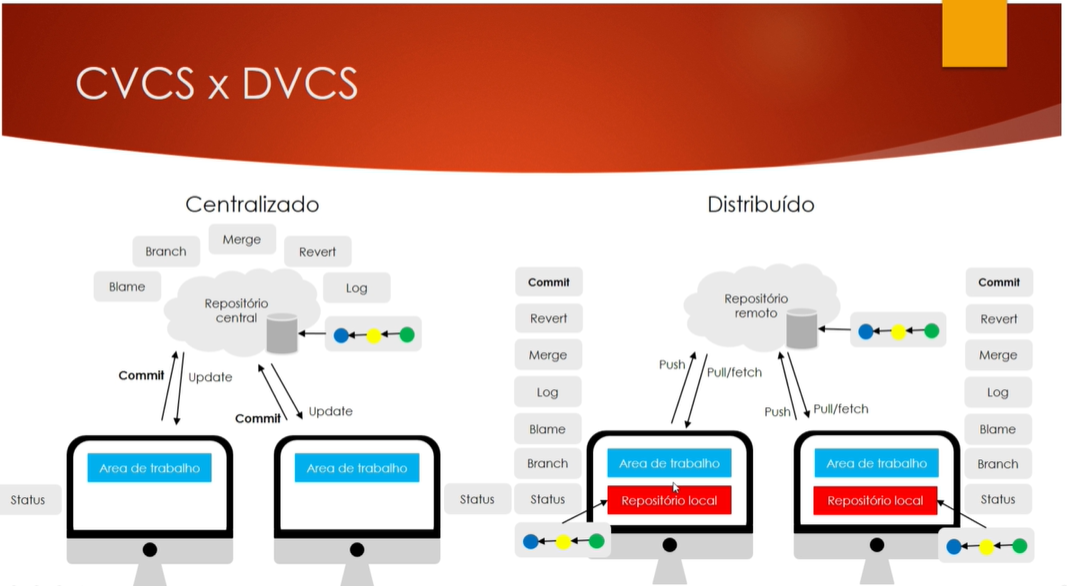 CVCS x DVCS
Centralizado
Merge
Branch
Revert
Blame
Log
Repositório
central
Commit
Update
Commit
Update
Area de trabalho
Area de trabalho
Status
Status
Distribuído
Commit
Revert
Merge
Log
Blame
Branch
Status
Repositório
remoto
Push
Pull/fetch
Push
Pull/fetch
Area de trabalho
Repositório local
Area de trabalho
Repositório local
Commit
Revert
Merge
Log
Blame
Branch
Status